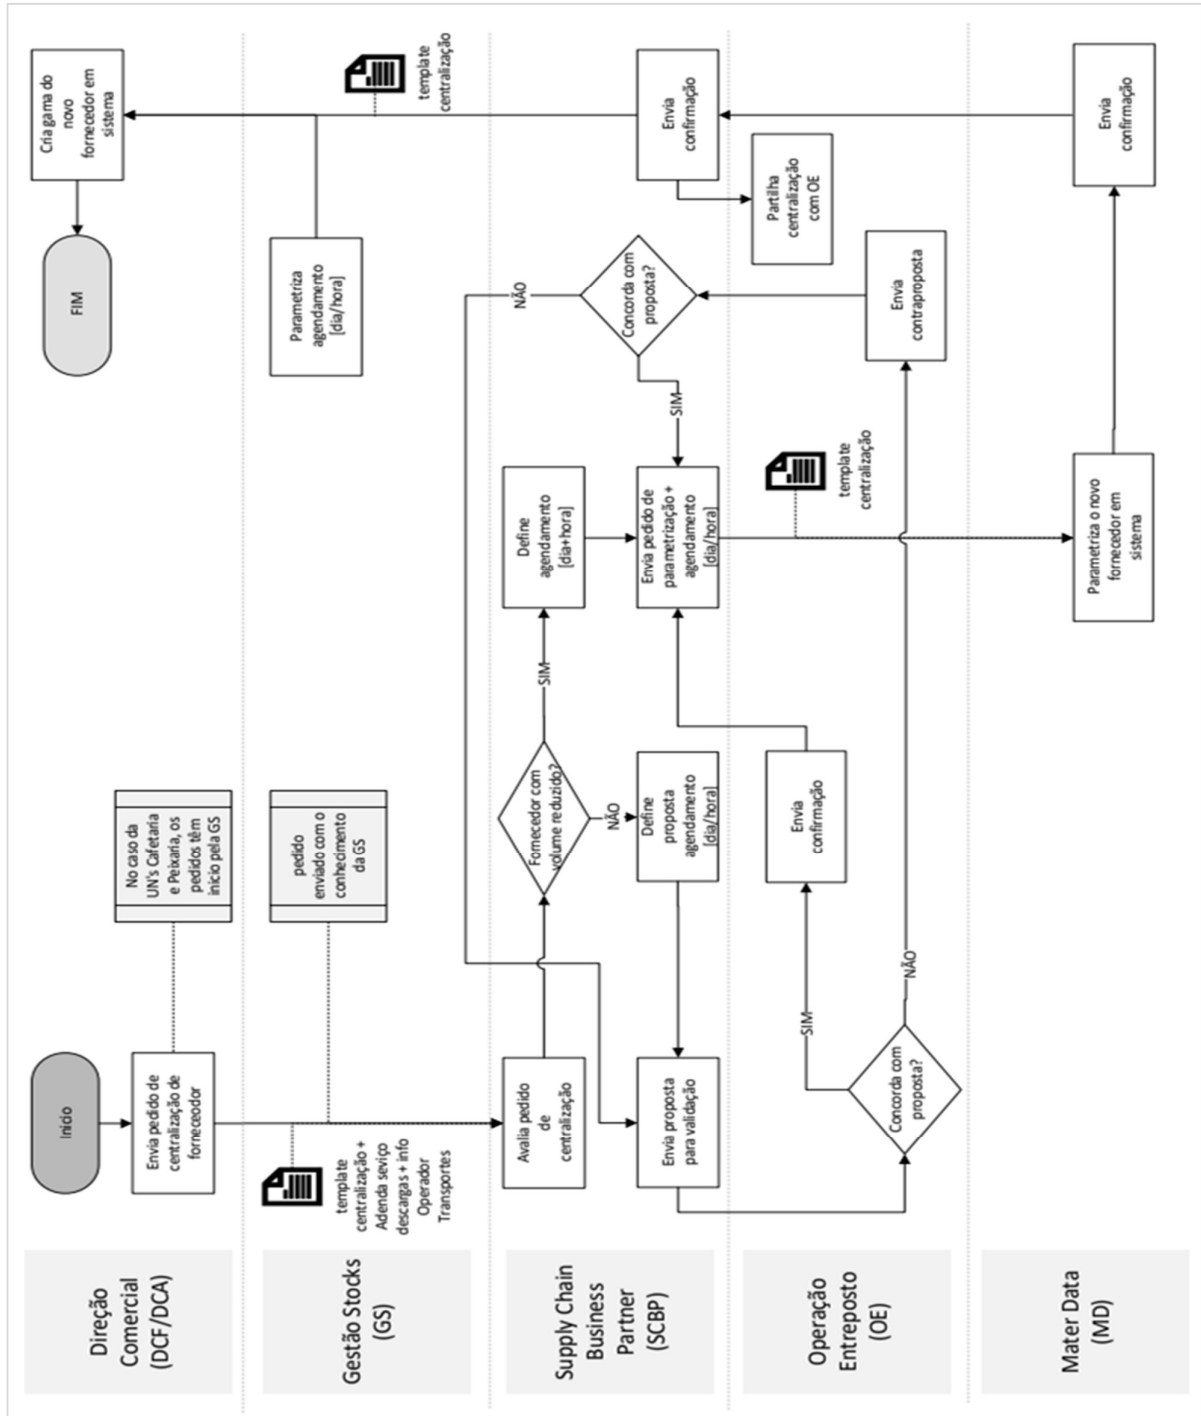 Direção
Comercial
(DCF/DCA)
Início
Envia pedido de
centralização de
forneceodor
No caso da
UN's Cafetaria
e Peixaria, os
pedidos têm
inicio pela GS
FIM
Cria gama do
novo
fornecedor em
sistema
Gestão Stocks
(GS)
template
centralização +
Adenda seviço
descargas + info
Operador
Transportes
pedido
enviado com o
conhecimento
da GS
Parametriza
agendamento
[dia/hora]
template
centralização
Supply Chain
Business
Partner
(SCBP)
Avalia pedido
de
centralização
Fornecedor com
volume reduzido?
SIM
Define
agendamento
[dia+hora]
NÃO
Envia proposta
para validação
NÃO
Define
proposta
agendamento
[dia/hora]
Envia pedido de
parametrização +
agendamento
[dia/hora]
SIM
Concorda com
proposta?
Envia
confirmação
Operação
Entreposto
(OE)
Concorda com
proposta?
SIM
NÃO
Envia
confirmação
template
centralização
Envia
contraproposta
Partilha
centralização
com OE
Mater Data
(MD)
Parametriza o novo
fornecedor em
sistema
Envia
confirmação